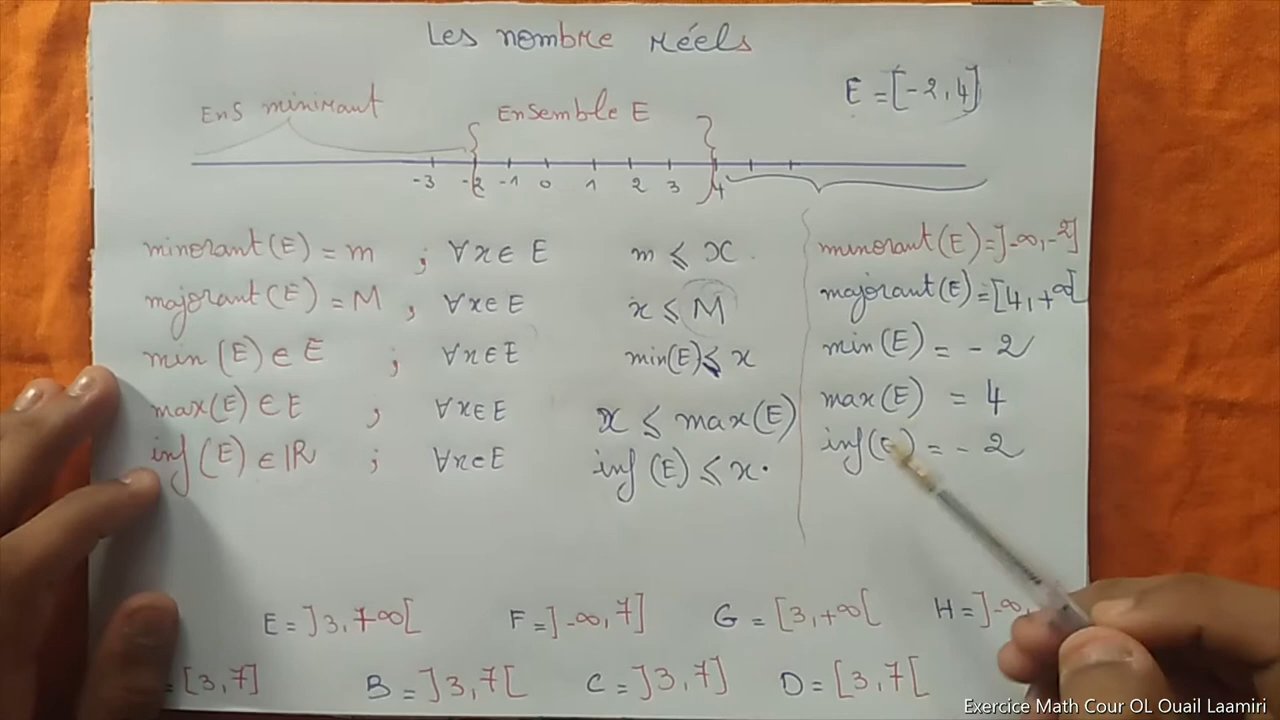 Les nombre réels
E = [-2, 4]
Ens minirant Ensemble E
-3 -2 -1 0 1 2 3 4
minorant(E) = m ; ∀x∈E m ≤ x
minorant(E)=]-∞,-2]
majorant(E) = M , ∀x∈E x ≤ M
majorant(E)=[4,+∞[
min (E) ∈ E ; ∀x∈E min(E) ≤ x
min(E) = -2
max(E) ∈ E , ∀x∈E x ≤ max(E)
max(E) = 4
inf (E) ∈ IR ; ∀x∈E inf (E) ≤ x.
inf(E) = -2
E = ]3, +∞[ F = ]-∞, 7] G = [3, +∞[ H = ]-∞,
= [3, 7] B = ]3, 7[ C = ]3, 7] D = [3, 7[
Exercice Math Cour OL Ouail Laamiri